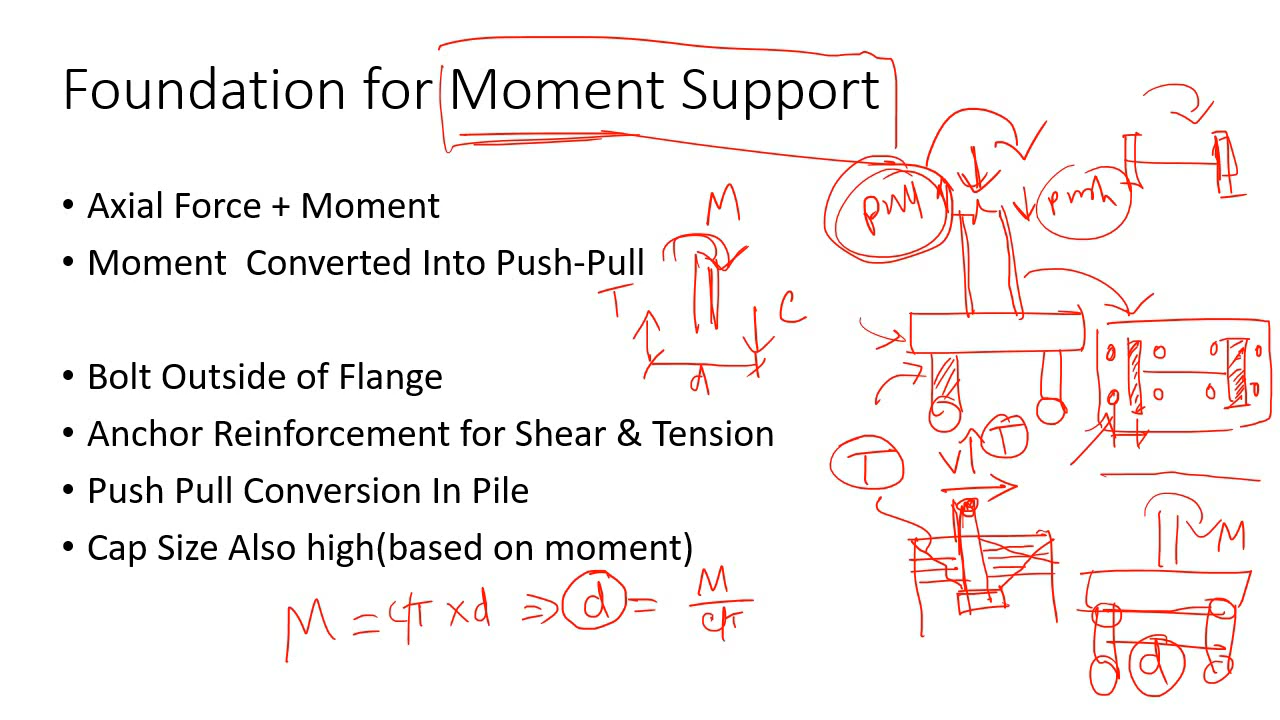 Foundation for Moment Support
• Axial Force + Moment
• Moment Converted Into Push-Pull
• Bolt Outside of Flange
• Anchor Reinforcement for Shear & Tension
• Push Pull Conversion In Pile
• Cap Size Also high(based on moment)
M = C/T x d => d = M / C/T
M
T
C
d
pull
push
T
V
T
M
d